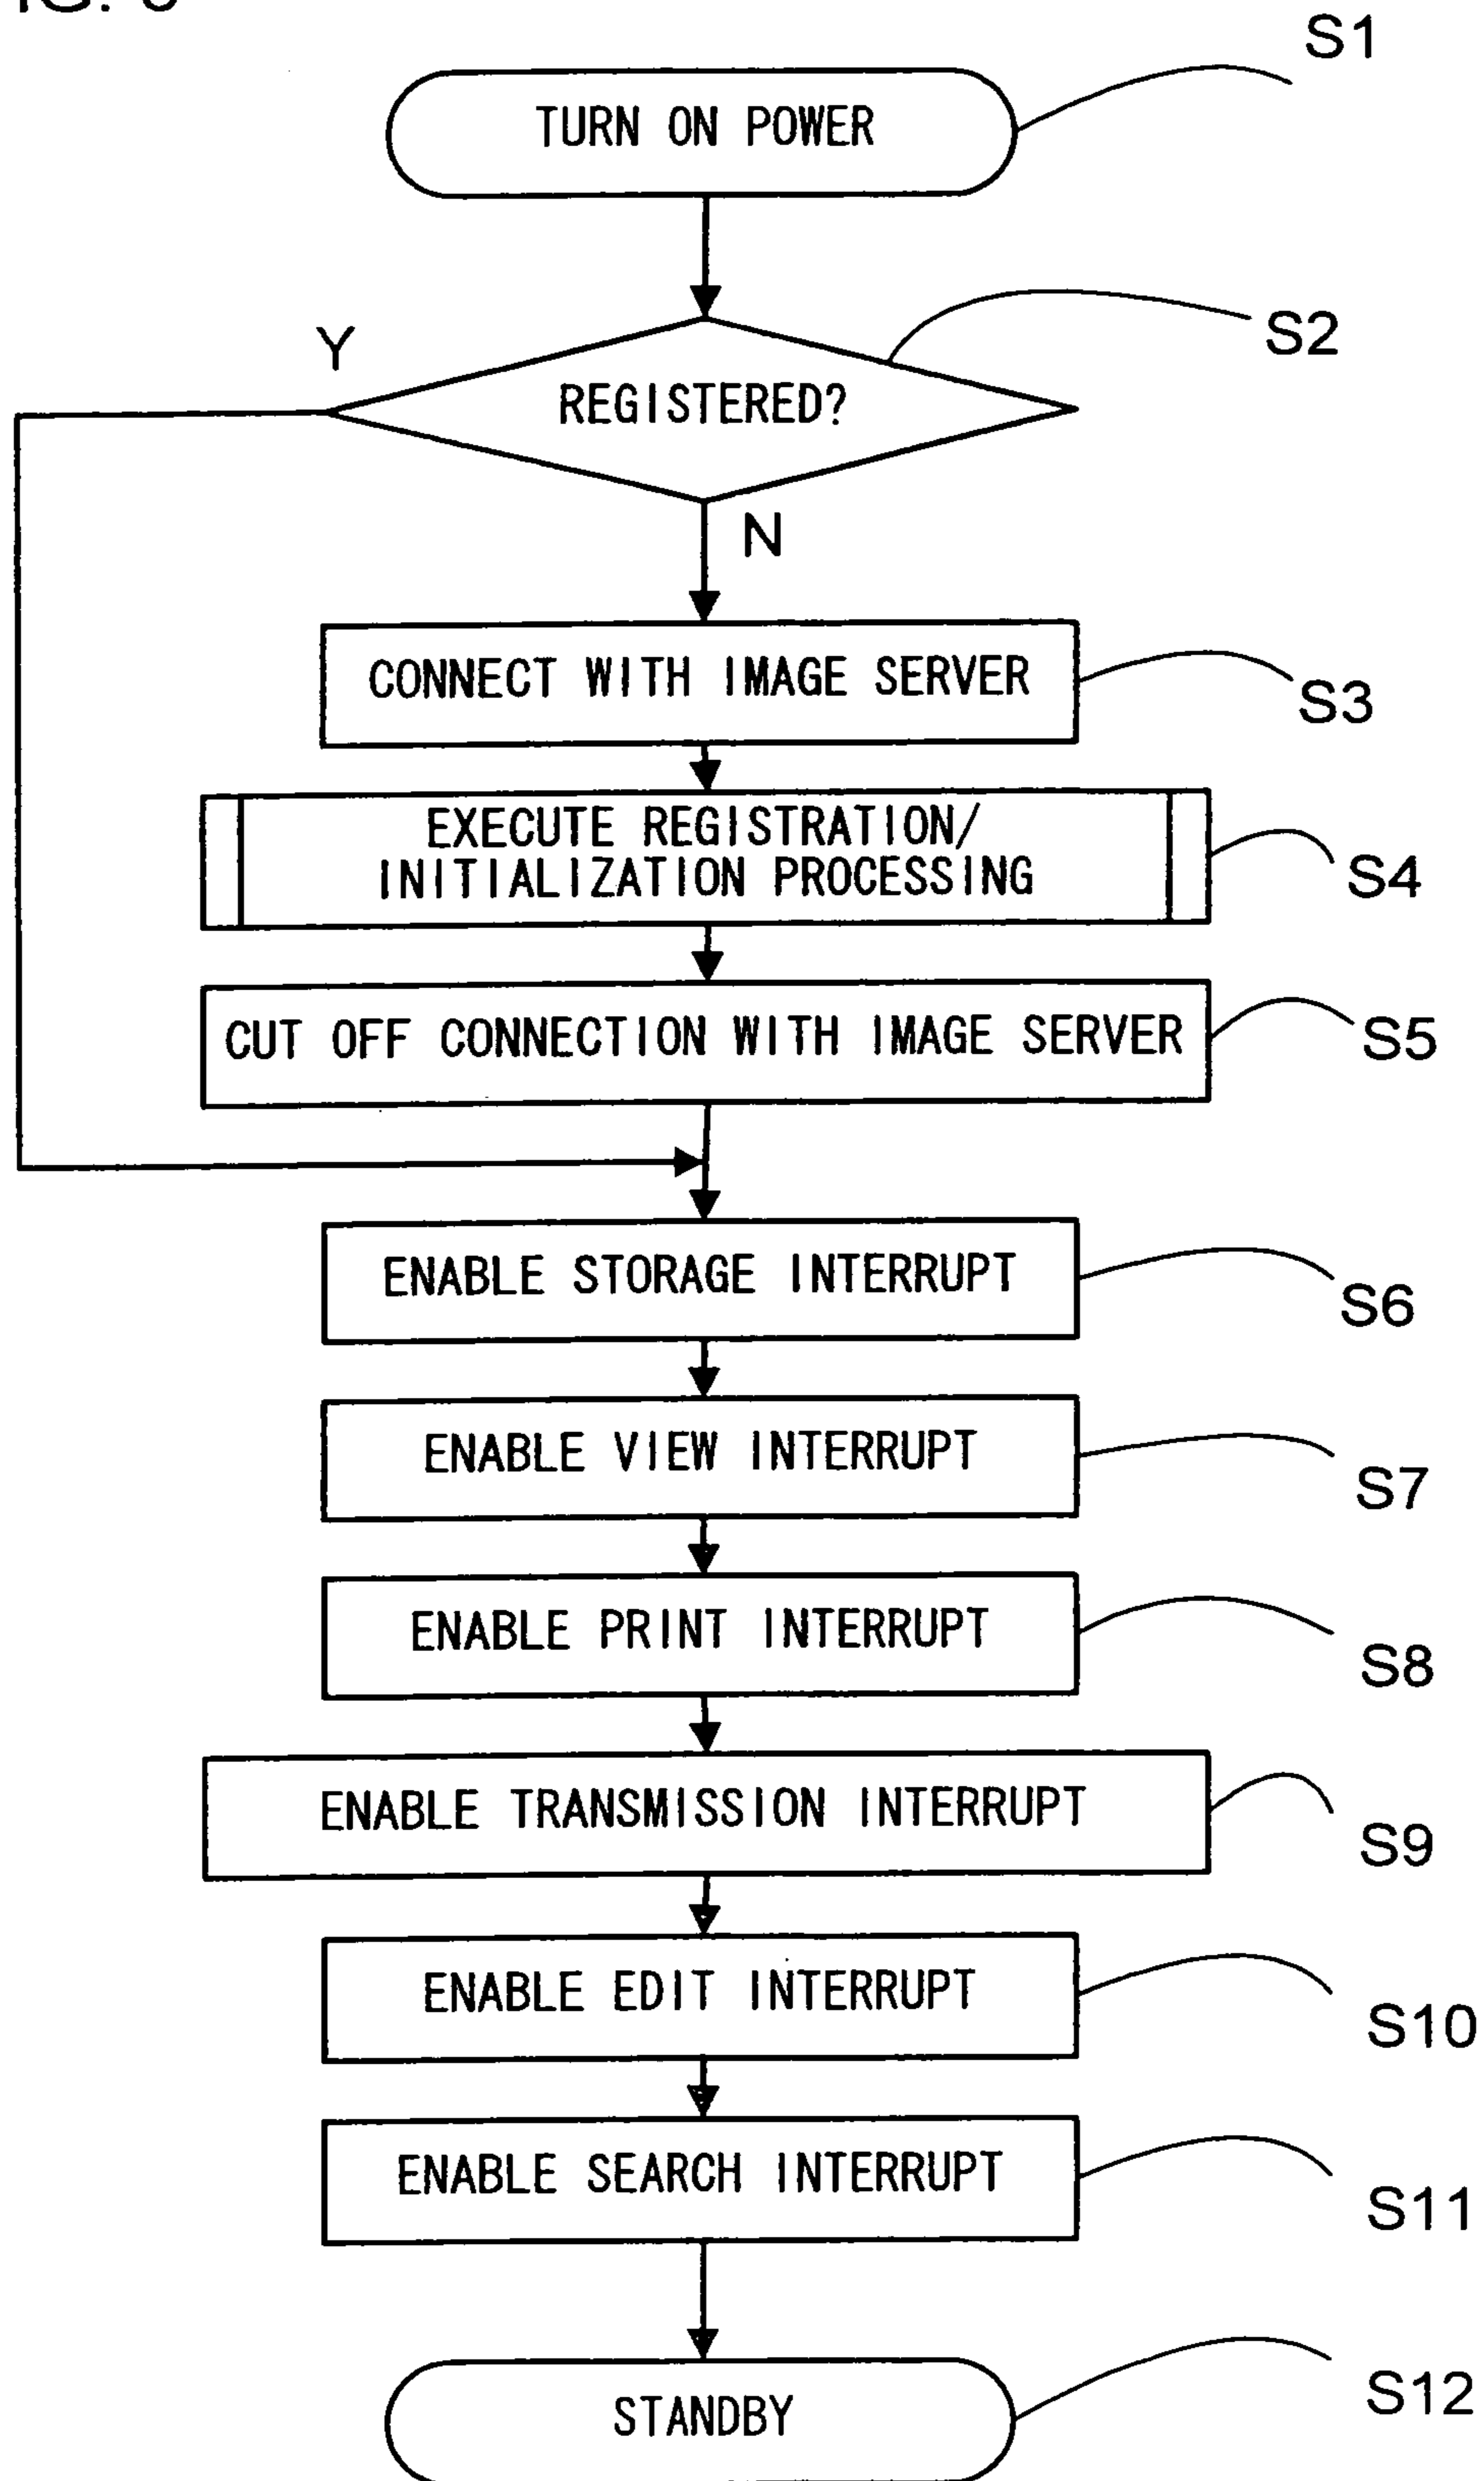 S1
TURN ON POWER
S2
Y
REGISTERED?
N
CONNECT WITH IMAGE SERVER
S3
EXECUTE REGISTRATION/
INITIALIZATION PROCESSING
S4
CUT OFF CONNECTION WITH IMAGE SERVER
S5
ENABLE STORAGE INTERRUPT
S6
ENABLE VIEW INTERRUPT
S7
ENABLE PRINT INTERRUPT
S8
ENABLE TRANSMISSION INTERRUPT
S9
ENABLE EDIT INTERRUPT
S10
ENABLE SEARCH INTERRUPT
S11
STANDBY
S12